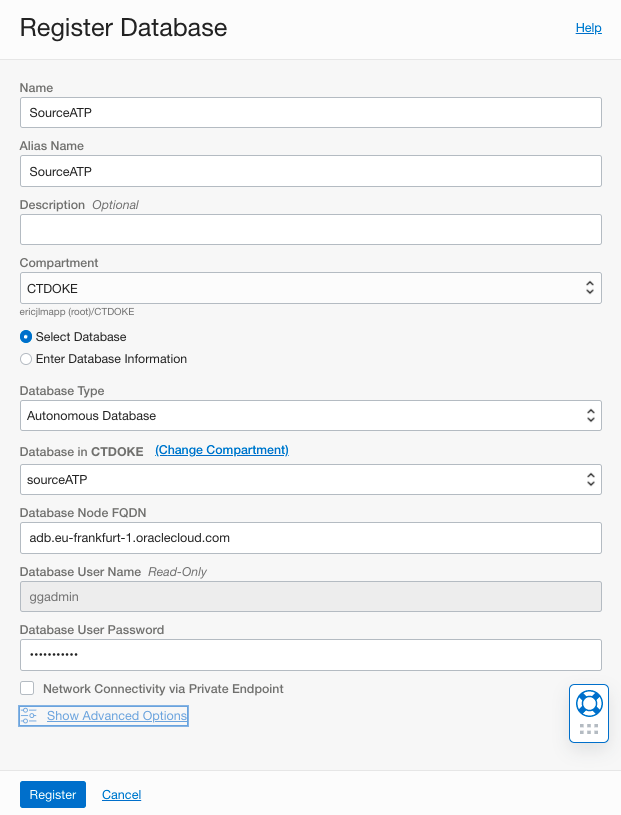 Register Database
Help
Name
SourceATP
Alias Name
SourceATP
Description Optional
Compartment
CTDOKE
ericjlmapp (root)/CTDOKE
Select Database
Enter Database Information
Database Type
Autonomous Database
Database in CTDOKE (Change Compartment)
sourceATP
Database Node FQDN
adb.eu-frankfurt-1.oraclecloud.com
Database User Name Read-Only
ggadmin
Database User Password
•••••••••••
Network Connectivity via Private Endpoint
Show Advanced Options
Register Cancel